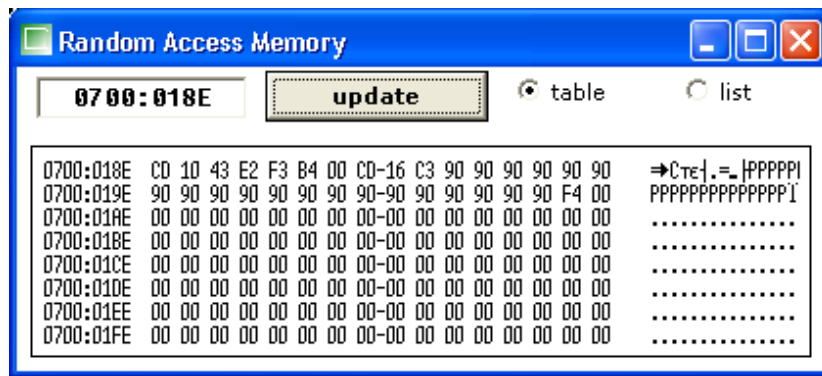 Random Access Memory
0700:018E update table list
0700:018E CD 10 43 E2 F3 B4 00 CD-16 C3 90 90 90 90 90 90
0700:019E 90 90 90 90 90 90 90 90-90 90 90 90 90 90 F4 00
0700:01AE 00 00 00 00 00 00 00 00-00 00 00 00 00 00 00 00 ...............
0700:01BE 00 00 00 00 00 00 00 00-00 00 00 00 00 00 00 00 ...............
0700:01CE 00 00 00 00 00 00 00 00-00 00 00 00 00 00 00 00 ...............
0700:01DE 00 00 00 00 00 00 00 00-00 00 00 00 00 00 00 00 ...............
0700:01EE 00 00 00 00 00 00 00 00-00 00 00 00 00 00 00 00 ...............
0700:01FE 00 00 00 00 00 00 00 00-00 00 00 00 00 00 00 00 ...............